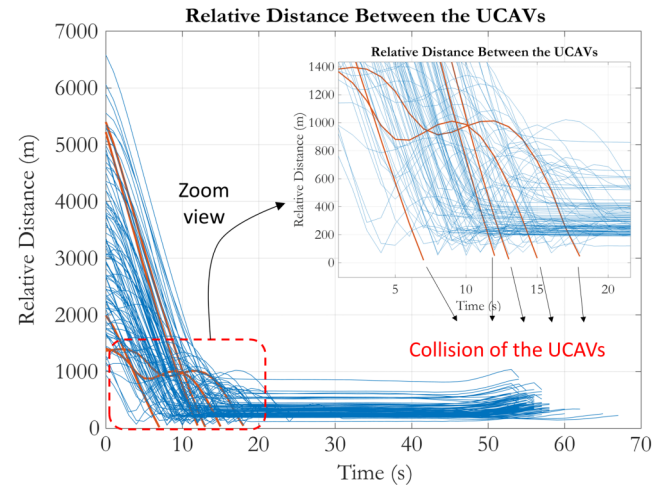 Relative Distance Between the UCAVs
7000
6000
5000
4000
3000
2000
1000
0
Relative Distance (m)
0 10 20 30 40 50 60 70
Time (s)
Zoom
view
Relative Distance Between the UCAVs
1400
1200
1000
800
600
400
200
0
Relative Distance (m)
5 10 15 20
Time (s)
Collision of the UCAVs